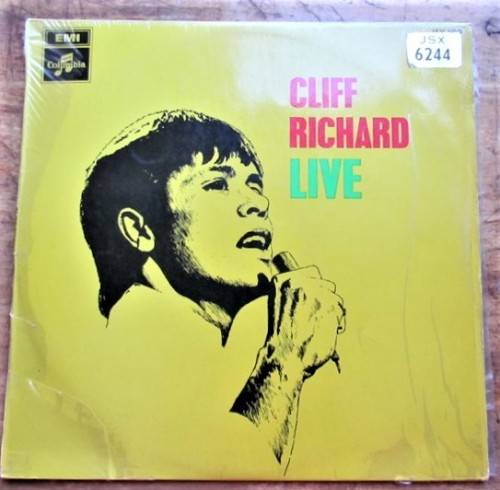 EMI
Columbia
JSX
6244
CLIFF
RICHARD
LIVE